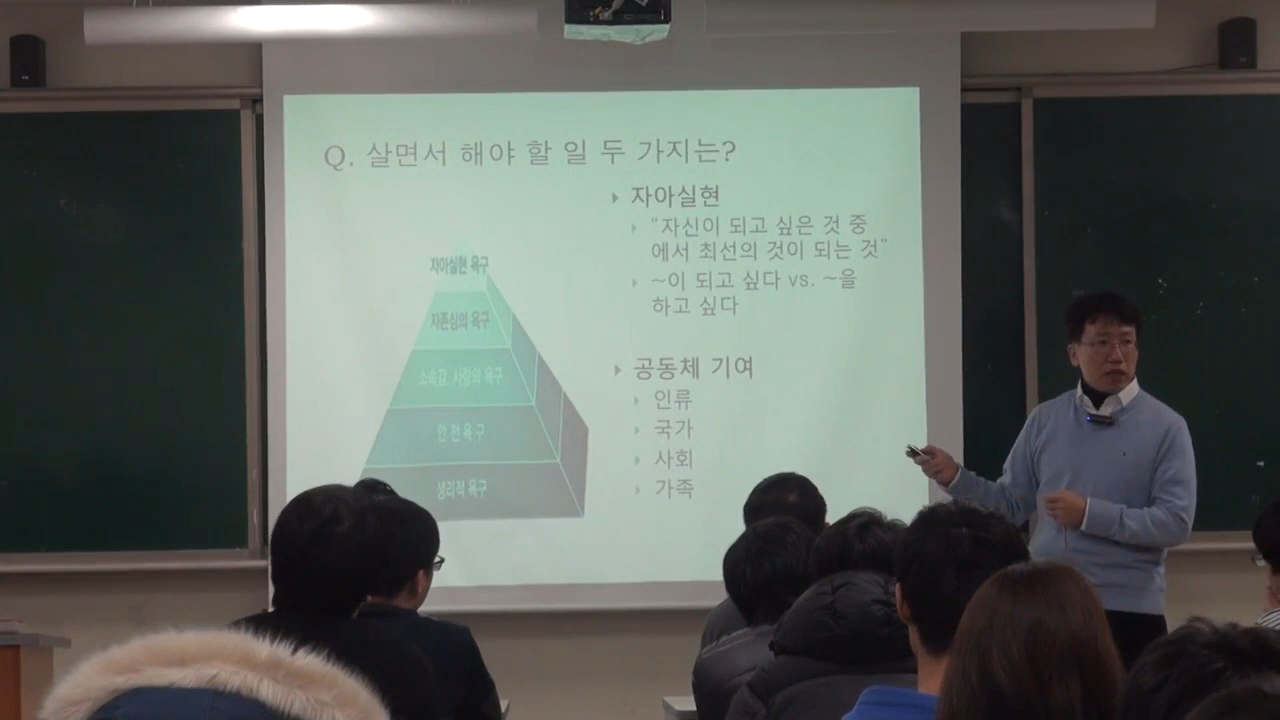 Q. 살면서 해야 할 일 두 가지는?
자아실현 욕구
자존심의 욕구
소속감, 사랑의 욕구
안전욕구
생리적 욕구
자아실현
“자신이 되고 싶은 것 중
에서 최선의 것이 되는 것”
~이 되고 싶다 vs. ~을
하고 싶다
공동체 기여
인류
국가
사회
가족